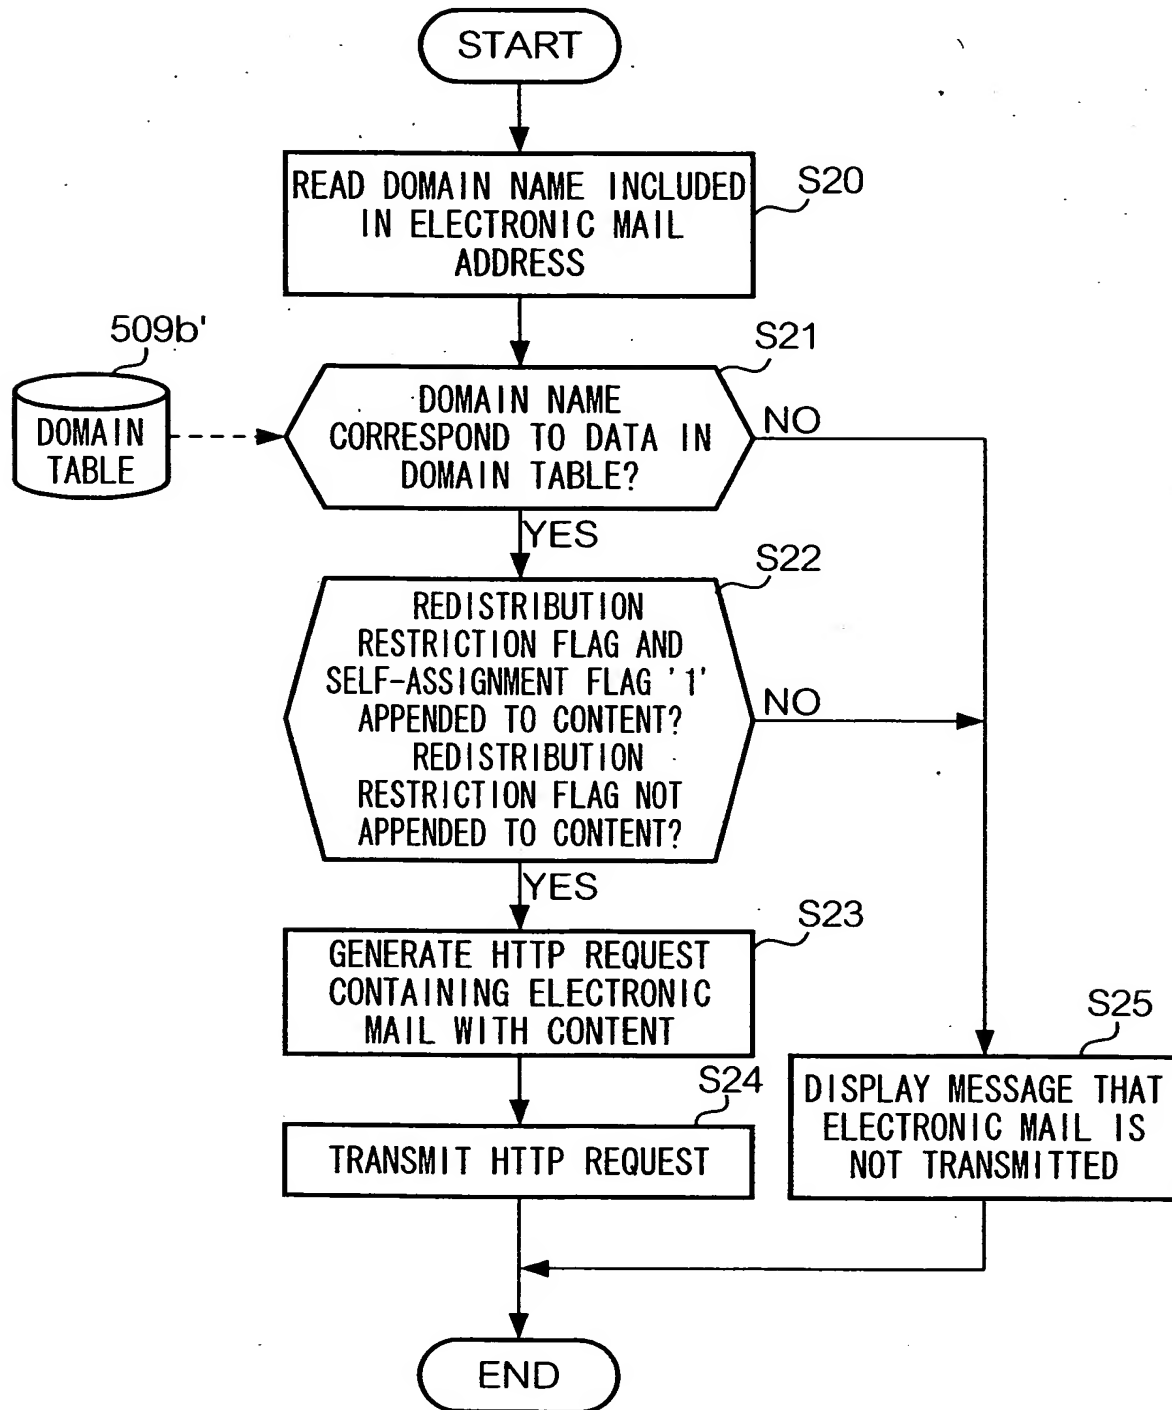 START
READ DOMAIN NAME INCLUDED
IN ELECTRONIC MAIL
ADDRESS
S20
509b'
DOMAIN
TABLE
S21
DOMAIN NAME
CORRESPOND TO DATA IN
DOMAIN TABLE?
NO
YES
S22
REDISTRIBUTION
RESTRICTION FLAG AND
SELF-ASSIGNMENT FLAG '1'
APPENDED TO CONTENT?
REDISTRIBUTION
RESTRICTION FLAG NOT
APPENDED TO CONTENT?
NO
YES
S23
GENERATE HTTP REQUEST
CONTAINING ELECTRONIC
MAIL WITH CONTENT
S24
TRANSMIT HTTP REQUEST
S25
DISPLAY MESSAGE THAT
ELECTRONIC MAIL IS
NOT TRANSMITTED
END